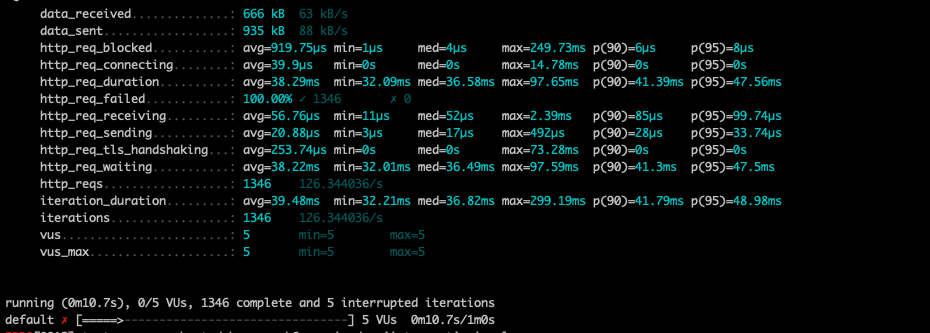 data_received..............: 666 kB 63 kB/s
data_sent..................: 935 kB 88 kB/s
http_req_blocked...........: avg=919.75µs min=1µs med=4µs max=249.73ms p(90)=6µs p(95)=8µs
http_req_connecting........: avg=39.9µs min=0s med=0s max=14.78ms p(90)=0s p(95)=0s
http_req_duration..........: avg=38.29ms min=32.09ms med=36.58ms max=97.65ms p(90)=41.39ms p(95)=47.56ms
http_req_failed............: 100.00% ✓ 1346 ✗ 0
http_req_receiving.........: avg=56.76µs min=11µs med=52µs max=2.39ms p(90)=85µs p(95)=99.74µs
http_req_sending...........: avg=20.88µs min=3µs med=17µs max=492µs p(90)=28µs p(95)=33.74µs
http_req_tls_handshaking...: avg=253.74µs min=0s med=0s max=73.28ms p(90)=0s p(95)=0s
http_req_waiting...........: avg=38.22ms min=32.01ms med=36.49ms max=97.59ms p(90)=41.3ms p(95)=47.5ms
http_reqs..................: 1346 126.344036/s
iteration_duration.........: avg=39.48ms min=32.21ms med=36.82ms max=299.19ms p(90)=41.79ms p(95)=48.98ms
iterations.................: 1346 126.344036/s
vus........................: 5 min=5 max=5
vus_max....................: 5 min=5 max=5
running (0m10.7s), 0/5 VUs, 1346 complete and 5 interrupted iterations
default ✗ [=====>--------------------------------] 5 VUs 0m10.7s/1m0s